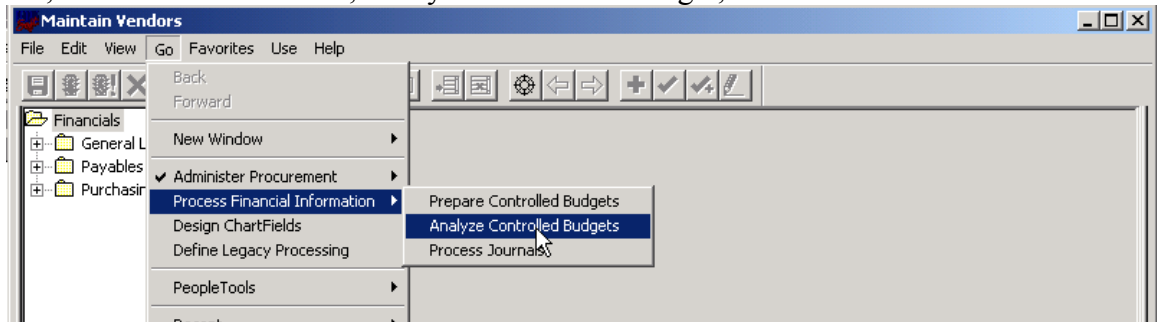 Maintain Vendors
File Edit View Go Favorites Use Help
Back
Forward
Financials
New Window
General L
Payables
Administer Procurement
Purchasin
Process Financial Information
Prepare Controlled Budgets
Design ChartFields
Analyze Controlled Budgets
Define Legacy Processing
Process Journals
PeopleTools